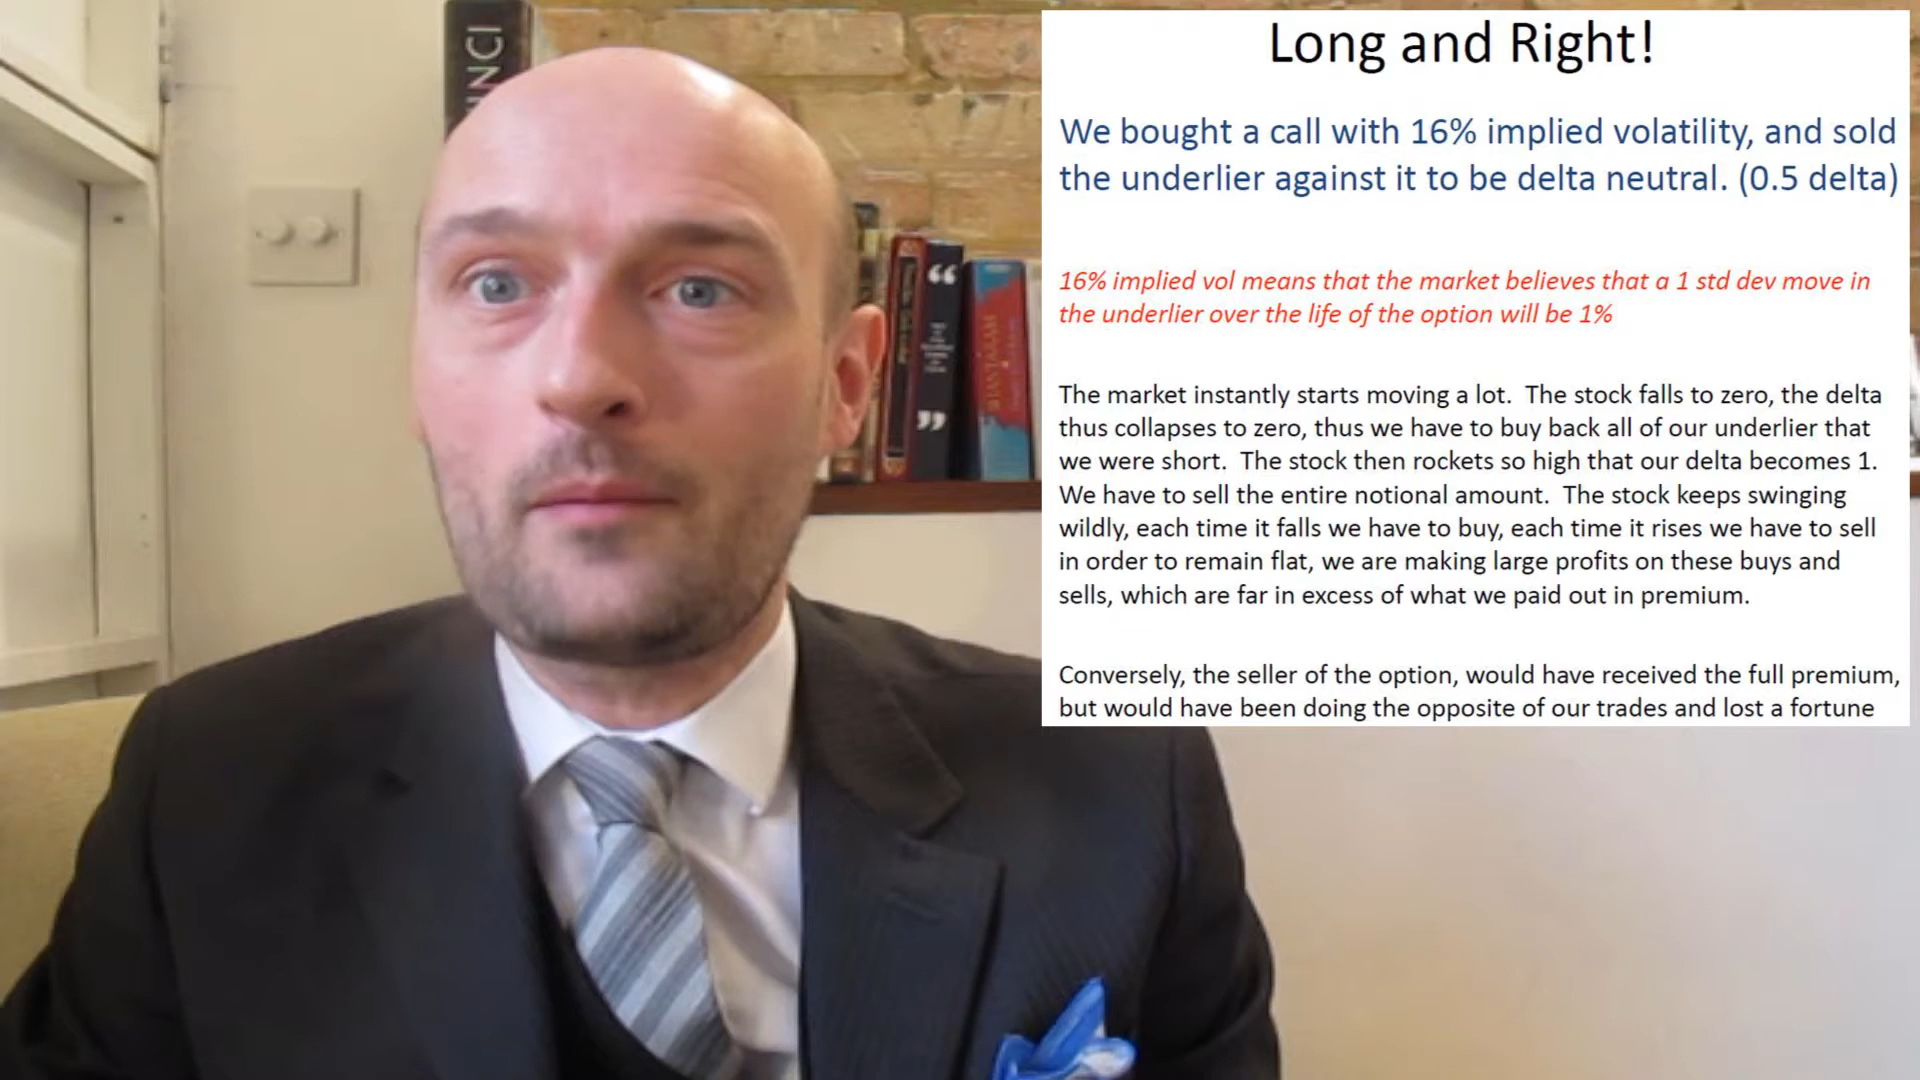 Long and Right!
We bought a call with 16% implied volatility, and sold
the underlier against it to be delta neutral. (0.5 delta)
16% implied vol means that the market believes that a 1 std dev move in
the underlier over the life of the option will be 1%
The market instantly starts moving a lot.  The stock falls to zero, the delta
thus collapses to zero, thus we have to buy back all of our underlier that
we were short.  The stock then rockets so high that our delta becomes 1.
We have to sell the entire notional amount.  The stock keeps swinging
wildly, each time it falls we have to buy, each time it rises we have to sell
in order to remain flat, we are making large profits on these buys and
sells, which are far in excess of what we paid out in premium.
Conversely, the seller of the option, would have received the full premium,
but would have been doing the opposite of our trades and lost a fortune
INCI